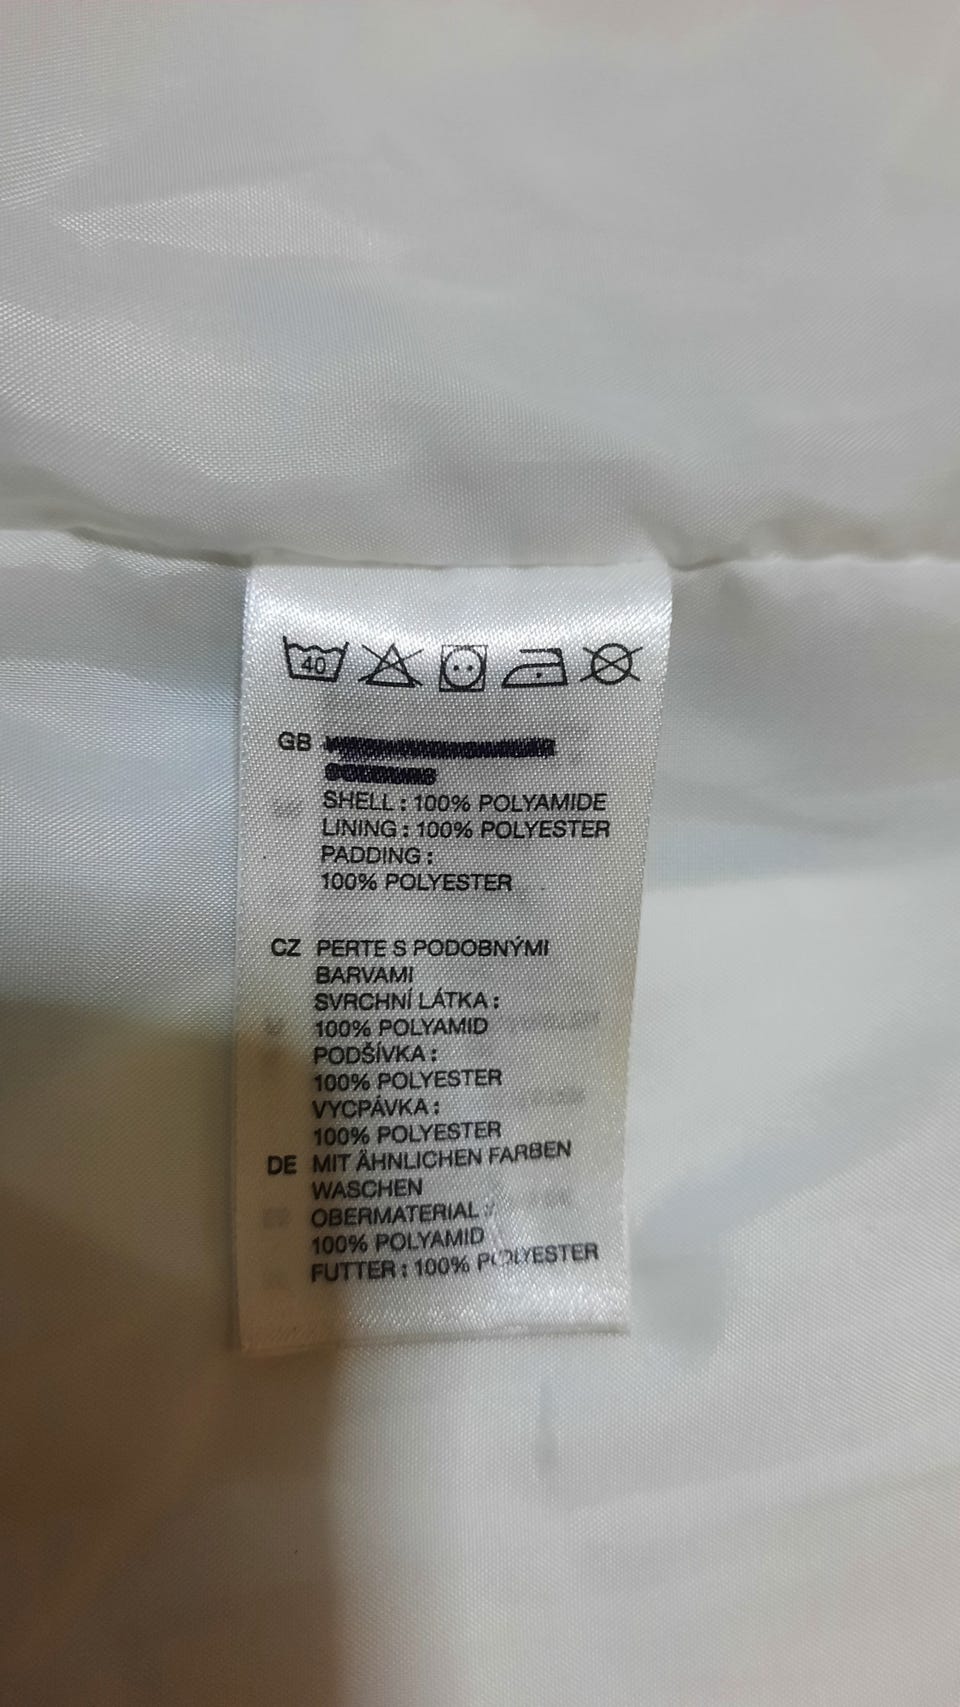 40
GB
SHELL : 100% POLYAMIDE
LINING : 100% POLYESTER
PADDING :
100% POLYESTER
CZ PERTE S PODOBNÝMI
BARVAMI
SVRCHNÍ LÁTKA :
100% POLYAMID
PODŠÍVKA :
100% POLYESTER
VYCPÁVKA :
100% POLYESTER
DE MIT ÄHNLICHEN FARBEN
WASCHEN
OBERMATERIAL :
100% POLYAMID
FUTTER : 100% POLYESTER